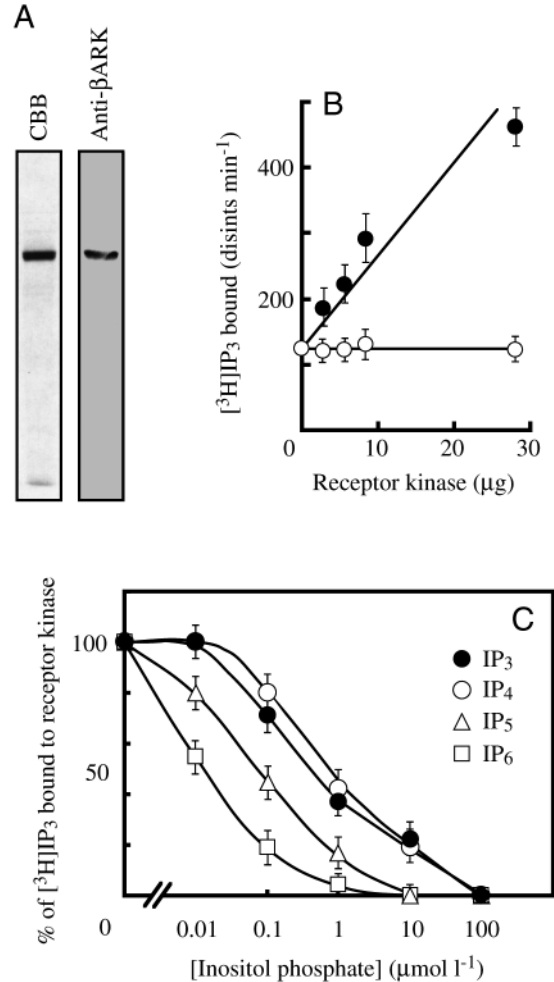 A
CBB
Anti-βARK
B
[³H]IP₃ bound (disints min⁻¹)
400
200
0
10
20
30
Receptor kinase (μg)
C
% of [³H]IP₃ bound to receptor kinase
100
50
0
IP₃
IP₄
IP₅
IP₆
0.01
0.1
1
10
100
[Inositol phosphate] (μmol l⁻¹)